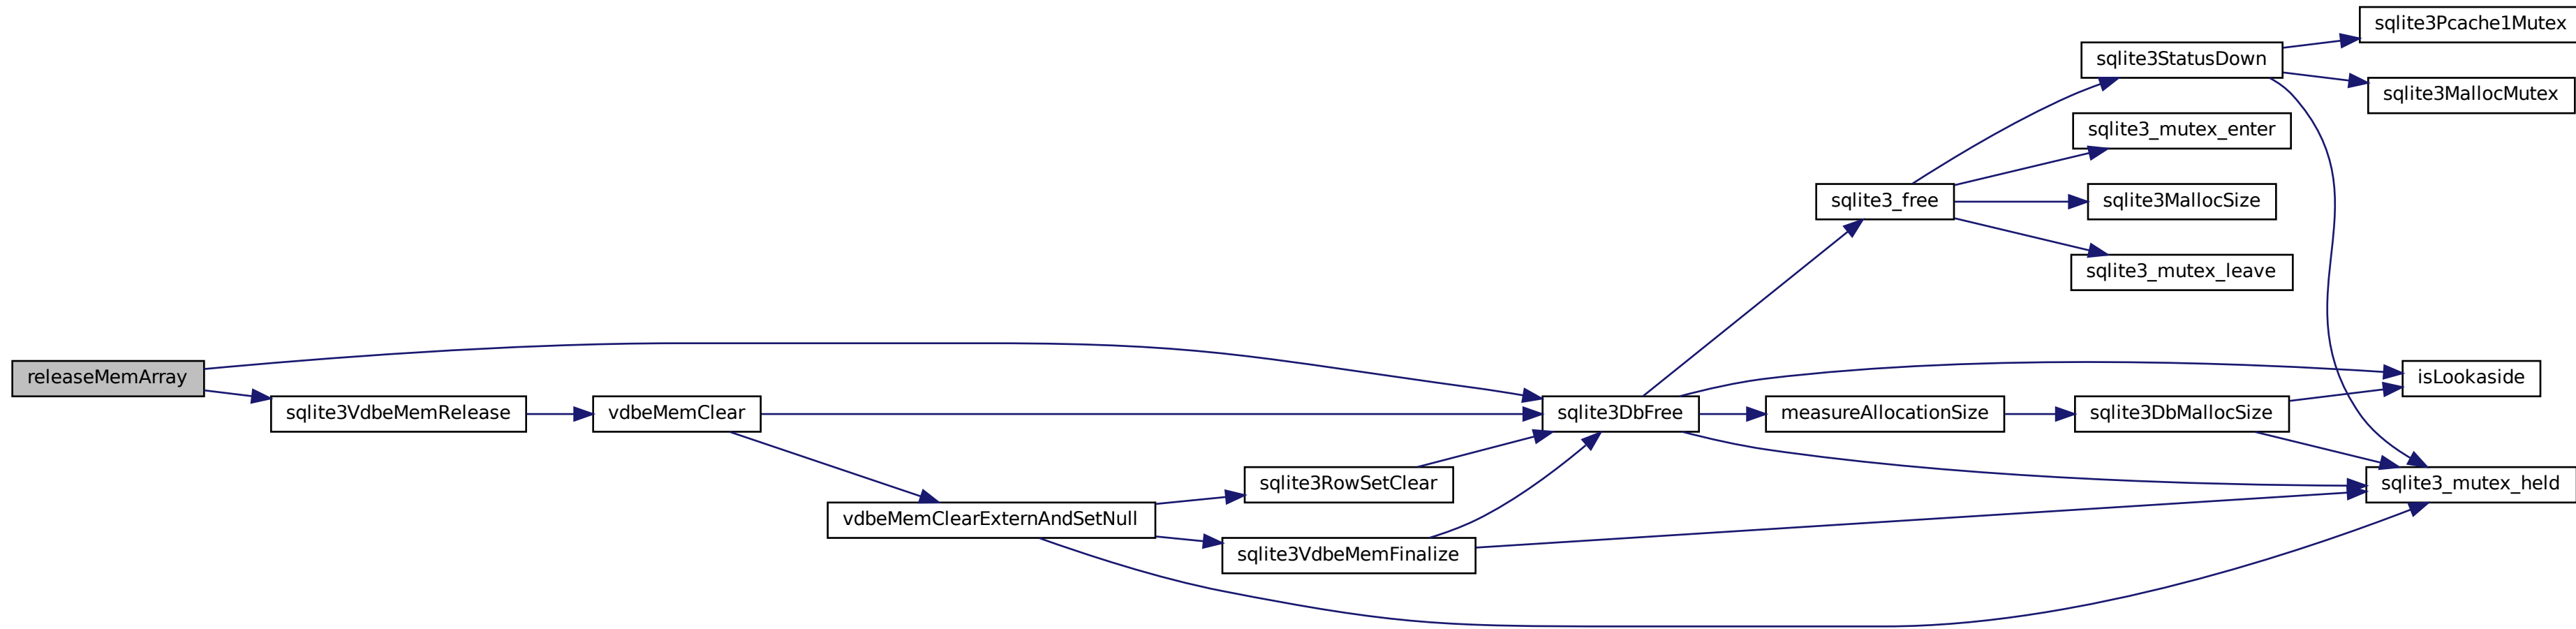 sqlite3Pcache1Mutex
sqlite3StatusDown
sqlite3MallocMutex
sqlite3_mutex_enter
sqlite3_free
sqlite3MallocSize
sqlite3_mutex_leave
releaseMemArray
isLookaside
sqlite3VdbeMemRelease
vdbeMemClear
sqlite3DbFree
measureAllocationSize
sqlite3DbMallocSize
sqlite3RowSetClear
sqlite3_mutex_held
vdbeMemClearExternAndSetNull
sqlite3VdbeMemFinalize